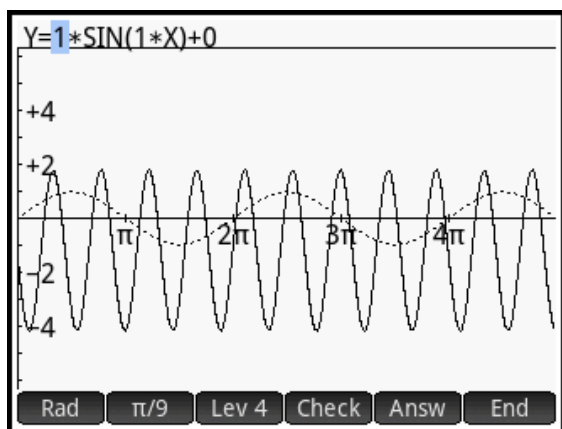 Y=1*SIN(1*X)+0
+4
+2
π 2π 3π 4π
-2
-4
Rad π/9 Lev 4 Check Answ End